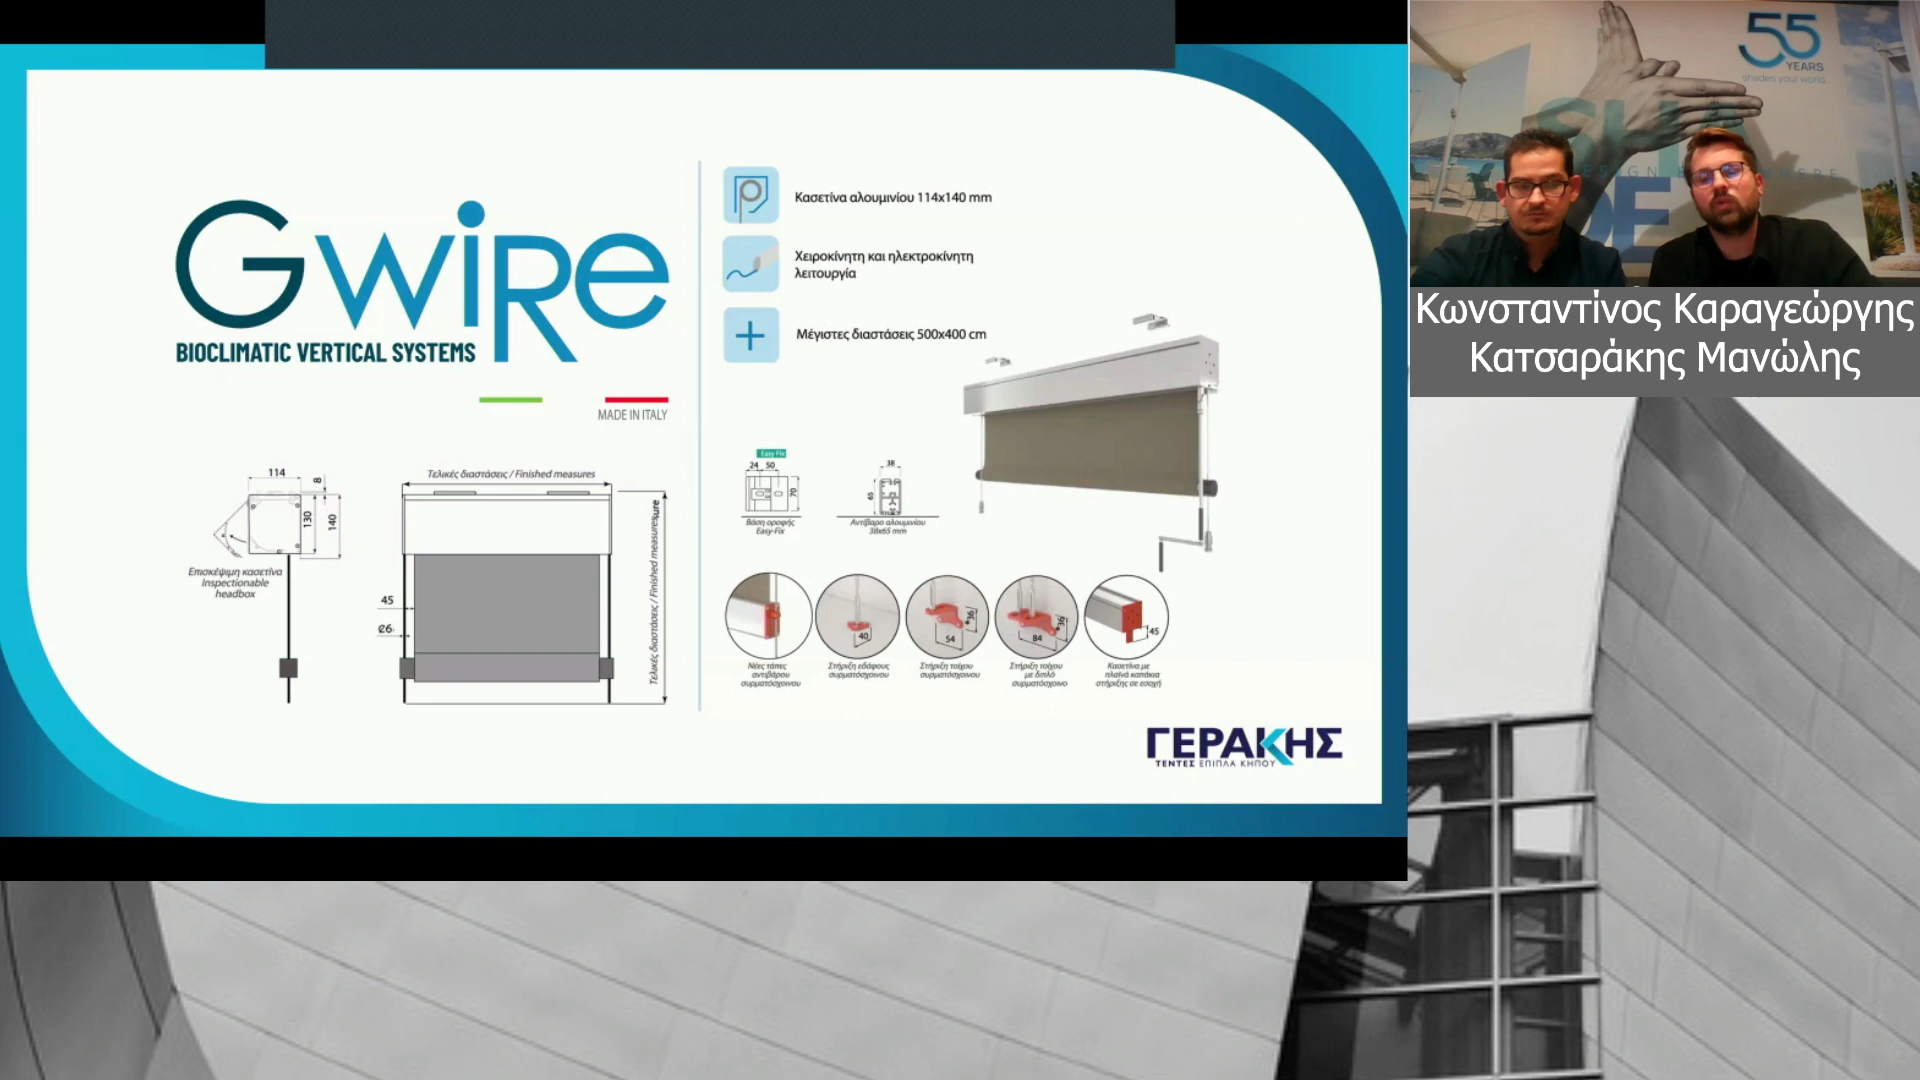 Gwire
BIOCLIMATIC VERTICAL SYSTEMS
MADE IN ITALY
Κασετίνα αλουμινίου 114x140 mm
Χειροκίνητη και ηλεκτροκίνητη
λειτουργία
Μέγιστες διαστάσεις 500x400 cm
114
8
130
140
Επισκέψιμη κασετίνα
Inspectionable
headbox
Τελικές διαστάσεις / Finished measures
45
Τελικές διαστάσεις / Finished measures
Easy Fix
24 50
70
Βάση οροφής
Easy-Fix
38
65
Αντίβαρο αλουμινίου
38x65 mm
Νέες τάπες
αντιβάρου
συρματόσχοινου
40
Στήριξη εδάφους
συρματόσχοινου
54
36
Στήριξη τοίχου
συρματόσχοινου
84
36
Στήριξη τοίχου
με διπλό
συρματόσχοινο
45
Κασετίνα με
πλαϊνά καπάκια
στήριξης σε εσοχή
ΓΕΡΑΚΗΣ
ΤΕΝΤΕΣ ΕΠΙΠΛΑ ΚΗΠΟΥ
55
YEARS
shades your world
Κωνσταντίνος Καραγεώργης
Κατσαράκης Μανώλης